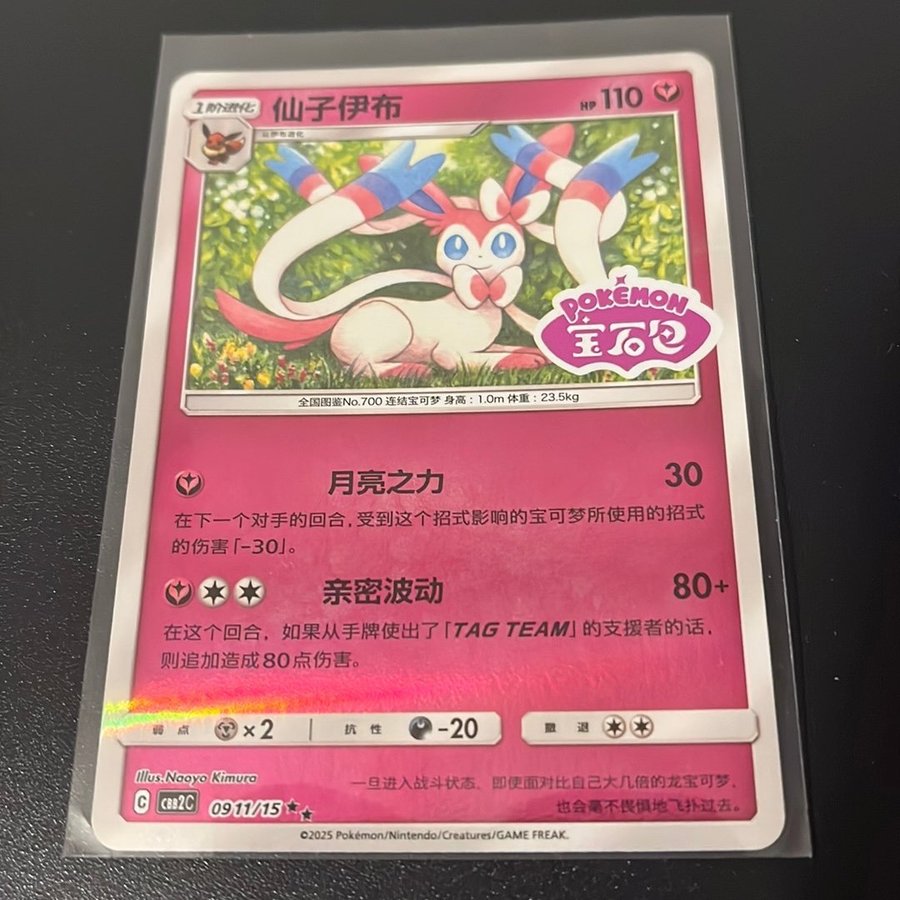 1阶进化
仙子伊布
HP 110
从伊布进化
POKÉMON
宝石包
全国图鉴No.700 连结宝可梦 身高：1.0m 体重：23.5kg
月亮之力 30
在下一个对手的回合，受到这个招式影响的宝可梦所使用的招式
的伤害「-30」。
亲密波动 80+
在这个回合，如果从手牌使出了「TAG TEAM」的支援者的话，
则追加造成80点伤害。
弱点 ×2 抗性 -20 撤退
Illus. Naoyo Kimura
一旦进入战斗状态，即使面对比自己大几倍的龙宝可梦，
C CBB2C 0911/15 ★★
也会毫不畏惧地飞扑过去。
©2025 Pokémon/Nintendo/Creatures/GAME FREAK.